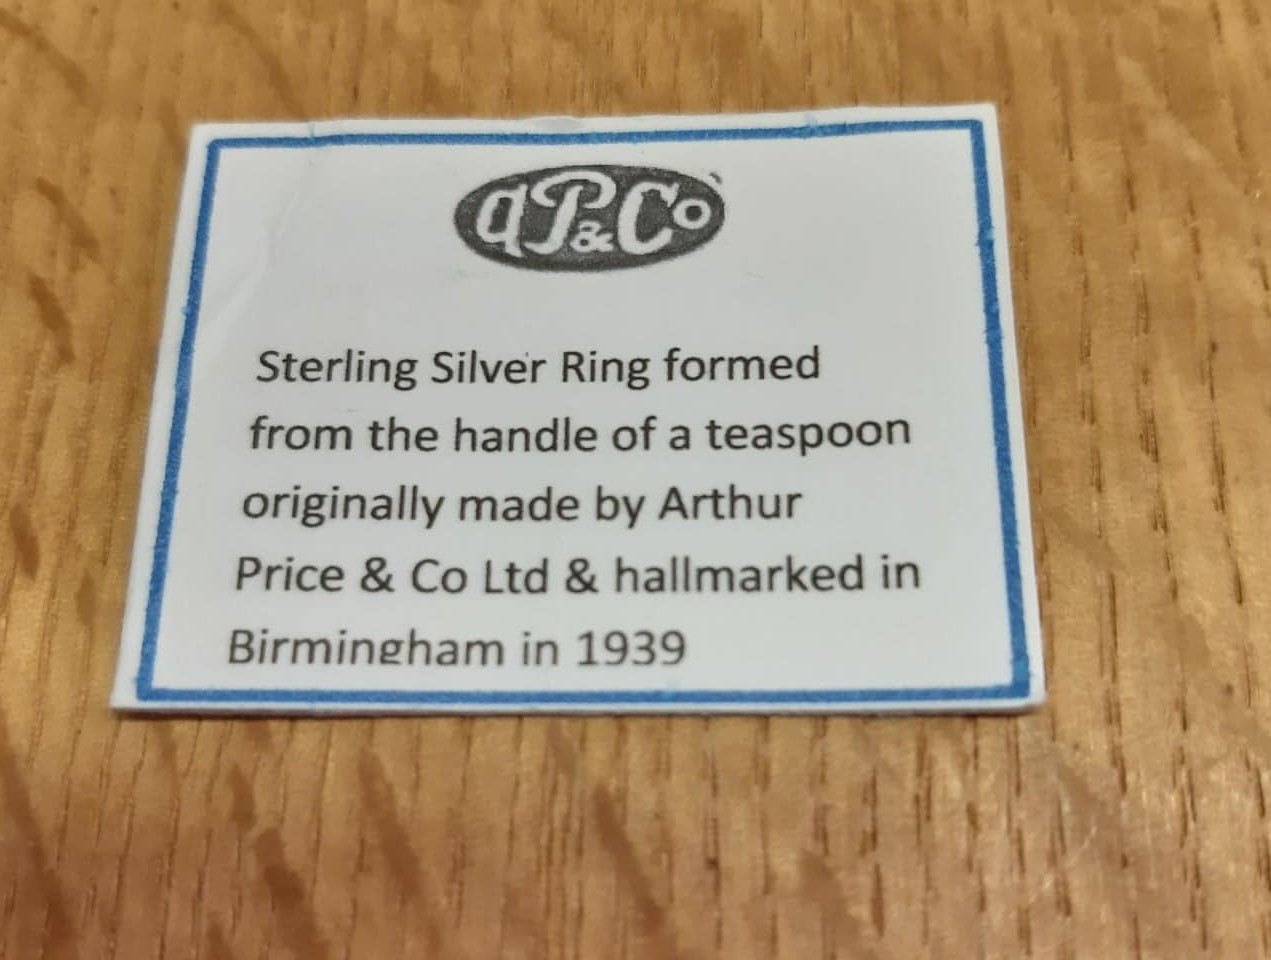 aP&Co
Sterling Silver Ring formed
from the handle of a teaspoon
originally made by Arthur
Price & Co Ltd & hallmarked in
Birmingham in 1939